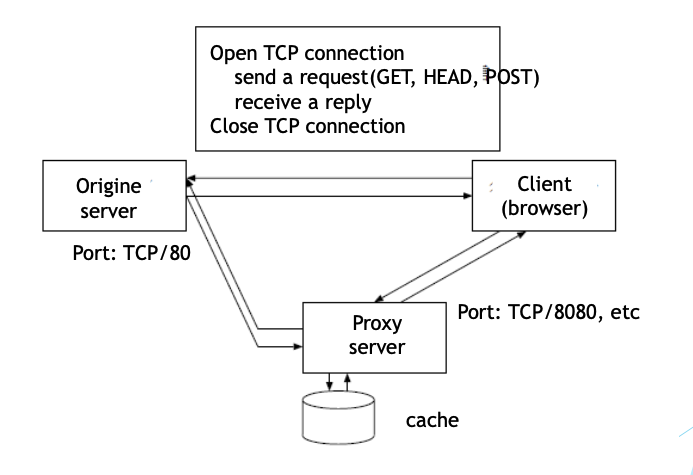 Open TCP connection
send a request(GET, HEAD, POST)
receive a reply
Close TCP connection
Origine
server
Client
(browser)
Port: TCP/80
Proxy
server
Port: TCP/8080, etc
cache